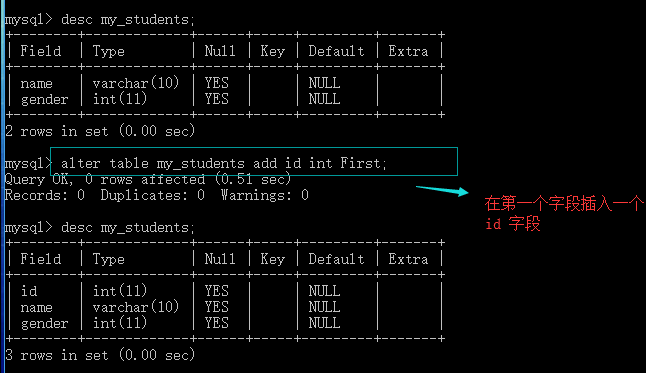 mysql> desc my_students;
+--------+-------------+------+-----+---------+-------+
| Field  | Type        | Null | Key | Default | Extra |
+--------+-------------+------+-----+---------+-------+
| name   | varchar(10) | YES  |     | NULL    |       |
| gender | int(11)     | YES  |     | NULL    |       |
+--------+-------------+------+-----+---------+-------+
2 rows in set (0.00 sec)
mysql> alter table my_students add id int First;
Query OK, 0 rows affected (0.51 sec)
Records: 0  Duplicates: 0  Warnings: 0
在第一个字段插入一个
id 字段
mysql> desc my_students;
+--------+-------------+------+-----+---------+-------+
| Field  | Type        | Null | Key | Default | Extra |
+--------+-------------+------+-----+---------+-------+
| id     | int(11)     | YES  |     | NULL    |       |
| name   | varchar(10) | YES  |     | NULL    |       |
| gender | int(11)     | YES  |     | NULL    |       |
+--------+-------------+------+-----+---------+-------+
3 rows in set (0.00 sec)